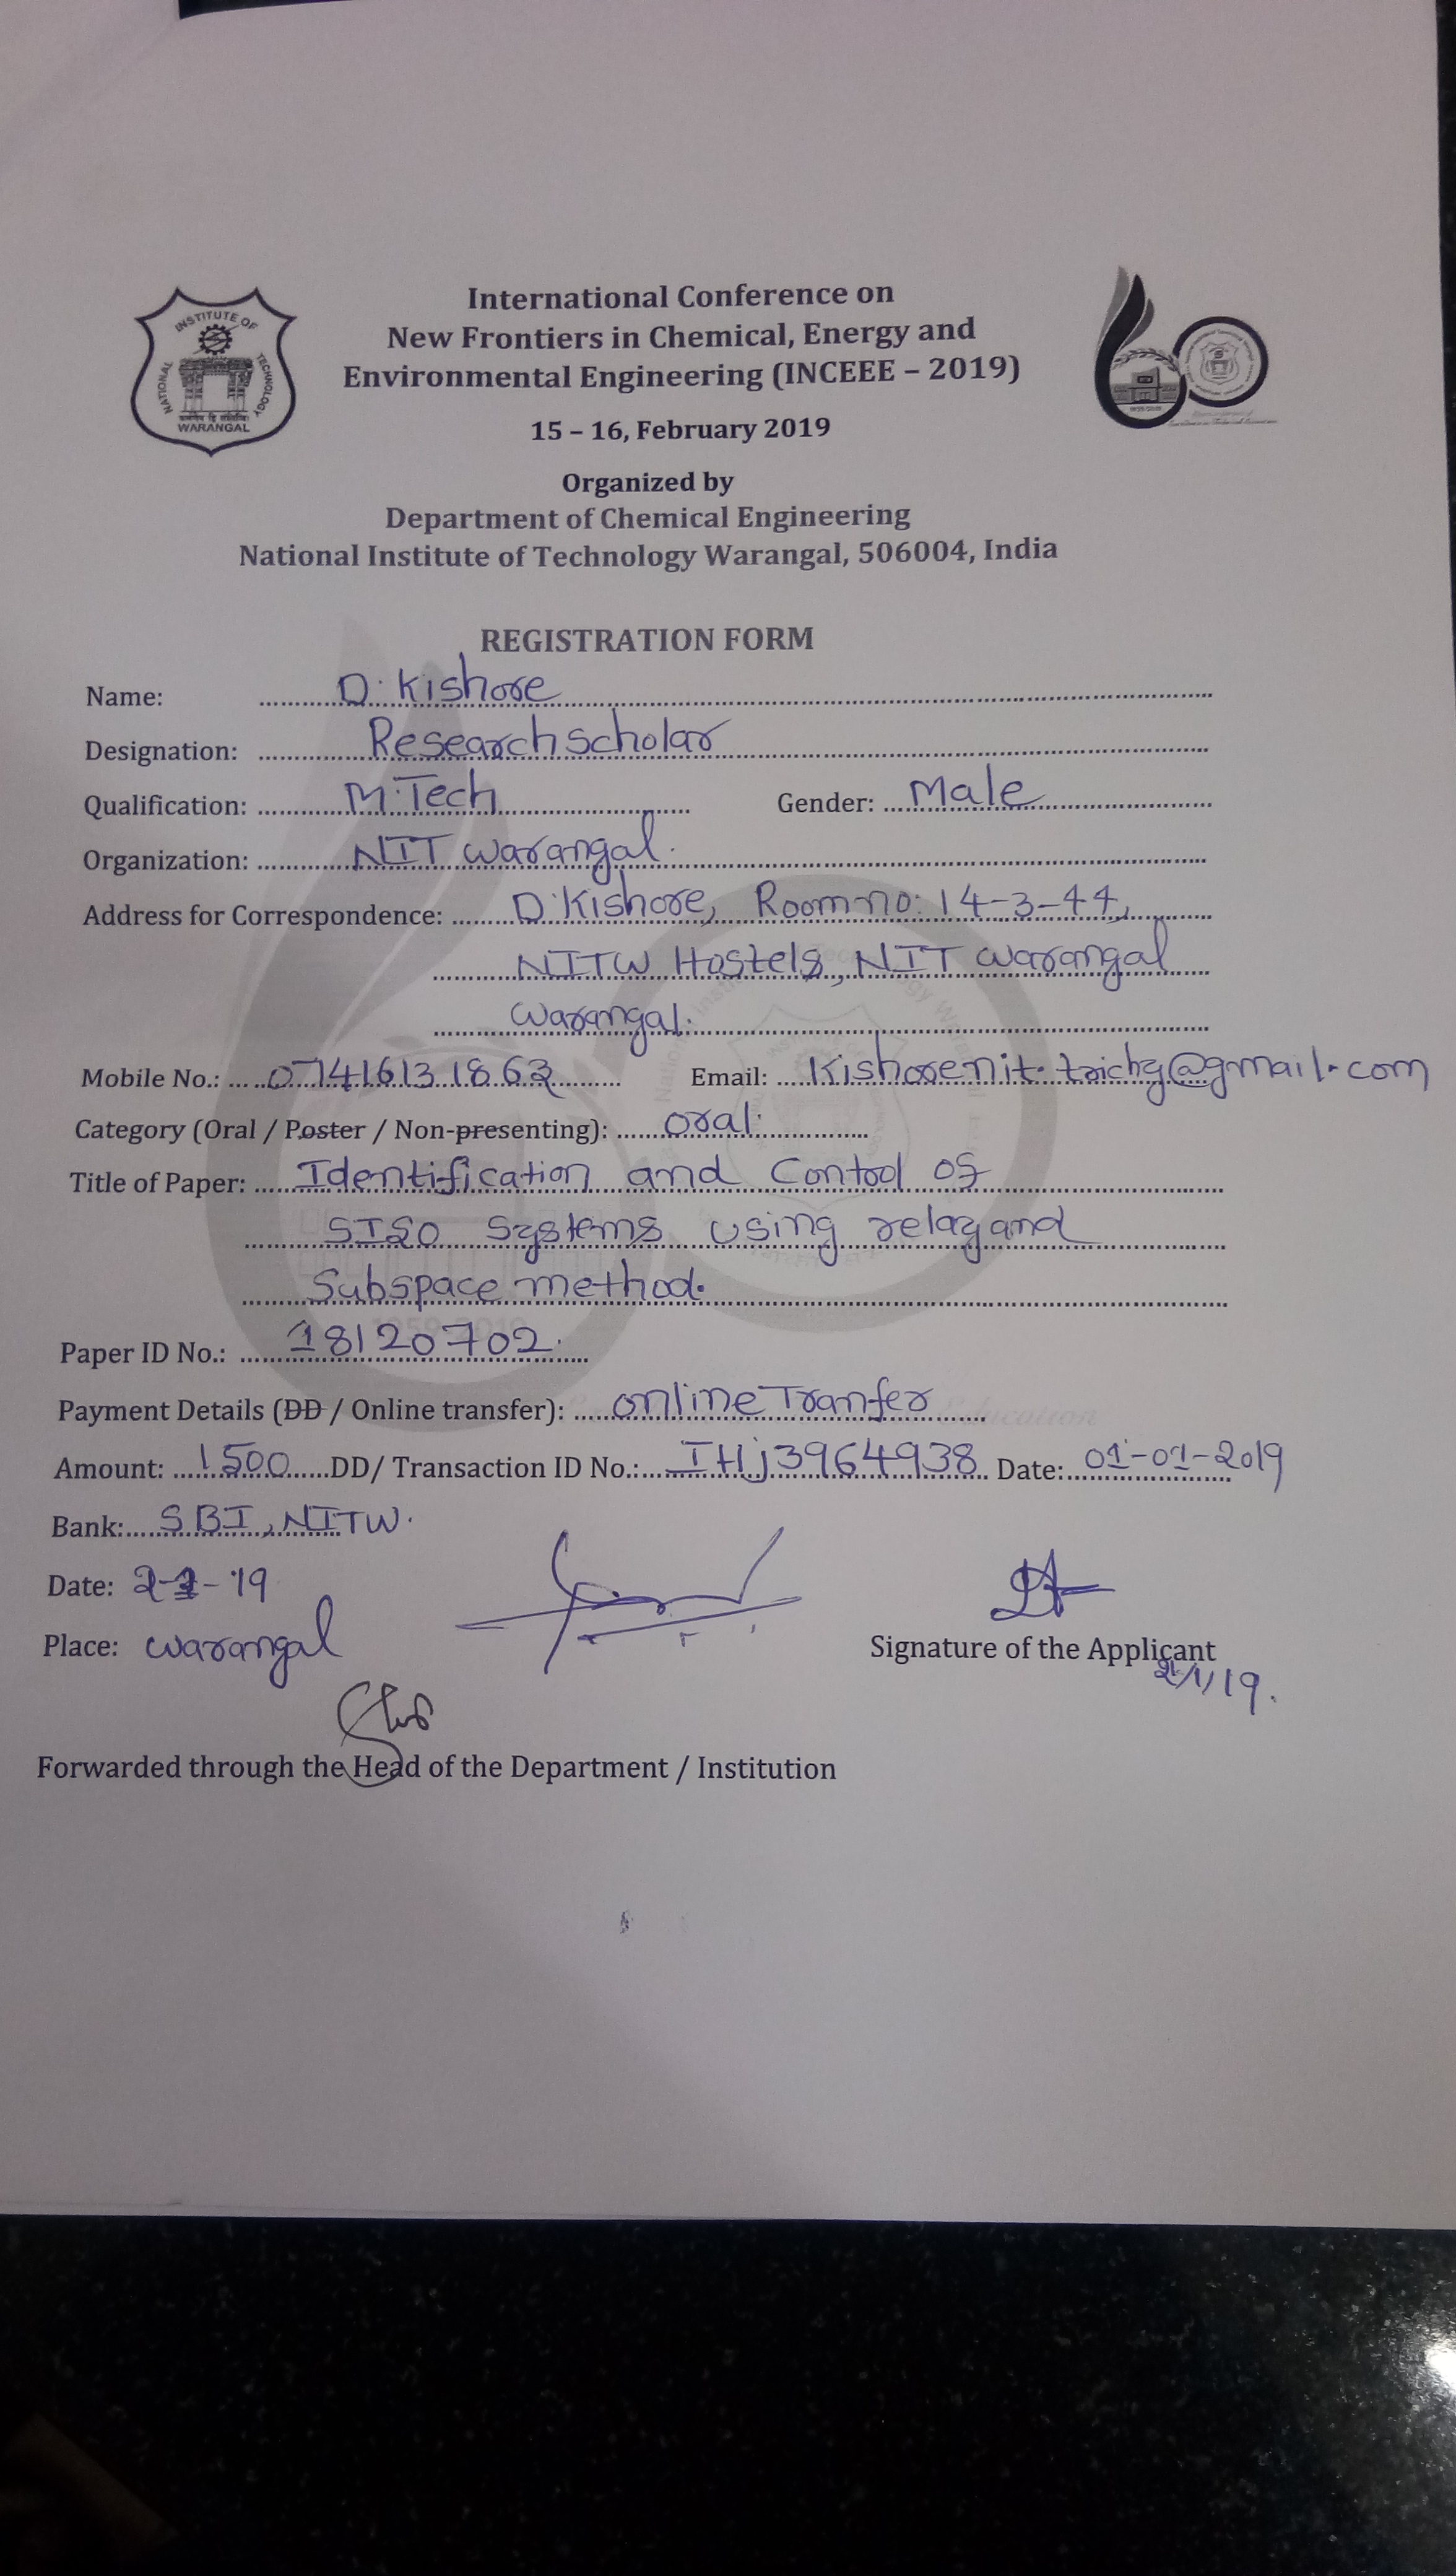 International Conference on
New Frontiers in Chemical, Energy and
Environmental Engineering (INCEEE – 2019)
15 – 16, February 2019
Organized by
Department of Chemical Engineering
National Institute of Technology Warangal, 506004, India
NATIONAL INSTITUTE OF TECHNOLOGY
WARANGAL
REGISTRATION FORM
Name: D. Kishore
Designation: Research scholar
Qualification: M.Tech Gender: Male
Organization: NIT Warangal.
Address for Correspondence: D. Kishore, Room no: 14-3-44,
NITW Hostels, NIT Warangal
Warangal.
Mobile No.: 07416131863 Email: Kishorenit.trichy@gmail.com
Category (Oral / Poster / Non-presenting): oral.
Title of Paper: Identification and Control of
SISO Systems using relay and
Subspace method.
Paper ID No.: 18120702.
Payment Details (DD / Online transfer): online Tranfer
Amount: 1500 DD/ Transaction ID No.: IHJ3964938 Date: 01-01-2019
Bank: SBI, NITW.
Date: 2-1-'19
Place: Warangal
Signature of the Applicant
2/1/19.
Forwarded through the Head of the Department / Institution